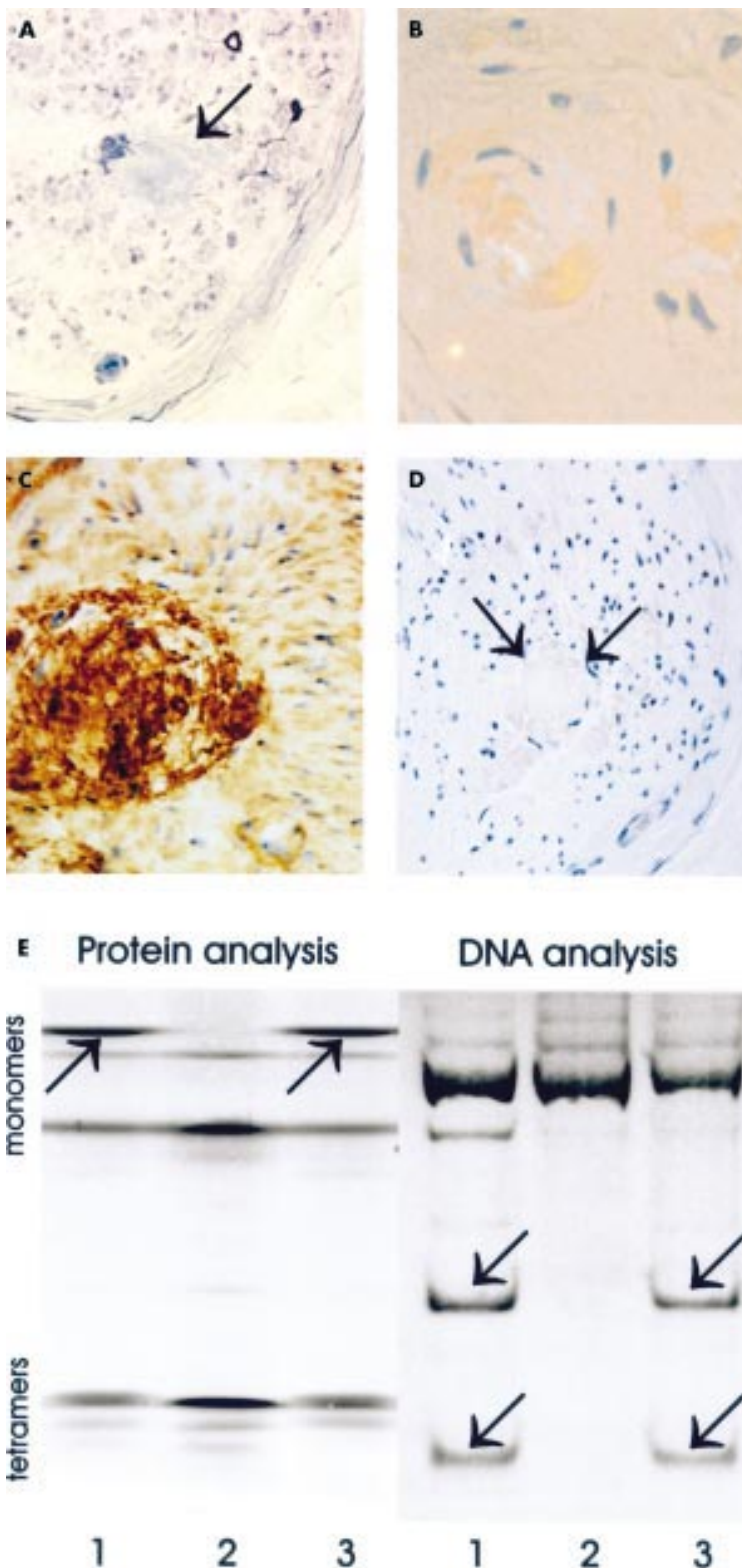 A
B
C
D
E
Protein analysis
DNA analysis
monomers
tetramers
1 2 3
1 2 3